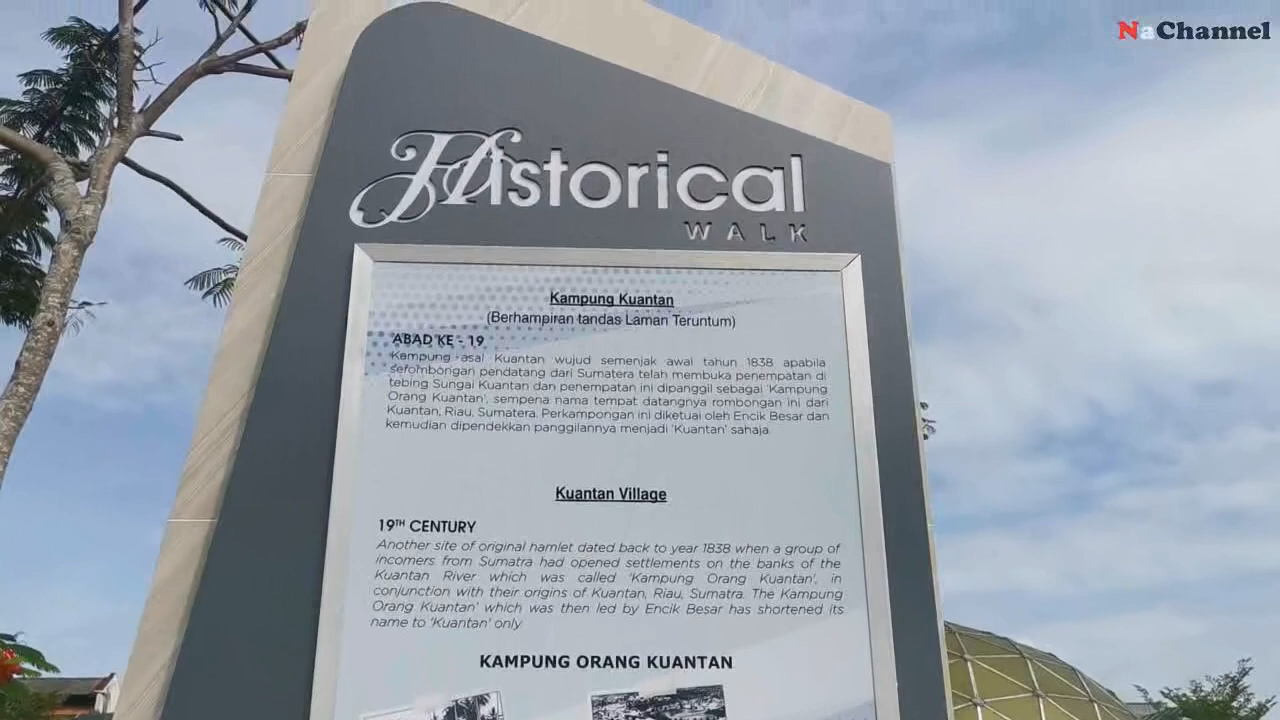 NaChannel
Historical
WALK
Kampung Kuantan
(Berhampiran tandas Laman Teruntum)
ABAD KE - 19
Kampung asal Kuantan wujud semenjak awal tahun 1838 apabila
serombongan pendatang dari Sumatera telah membuka penempatan di
tebing Sungai Kuantan dan penempatan ini dipanggil sebagai 'Kampung
Orang Kuantan', sempena nama tempat datangnya rombongan ini dari
Kuantan, Riau, Sumatera. Perkampongan ini diketuai oleh Encik Besar dan
kemudian dipendekkan panggilannya menjadi 'Kuantan' sahaja.
Kuantan Village
19TH CENTURY
Another site of original hamlet dated back to year 1838 when a group of
incomers from Sumatra had opened settlements on the banks of the
Kuantan River which was called 'Kampung Orang Kuantan', in
conjunction with their origins of Kuantan, Riau, Sumatra. The Kampung
Orang Kuantan' which was then led by Encik Besar has shortened its
name to 'Kuantan' only
KAMPUNG ORANG KUANTAN